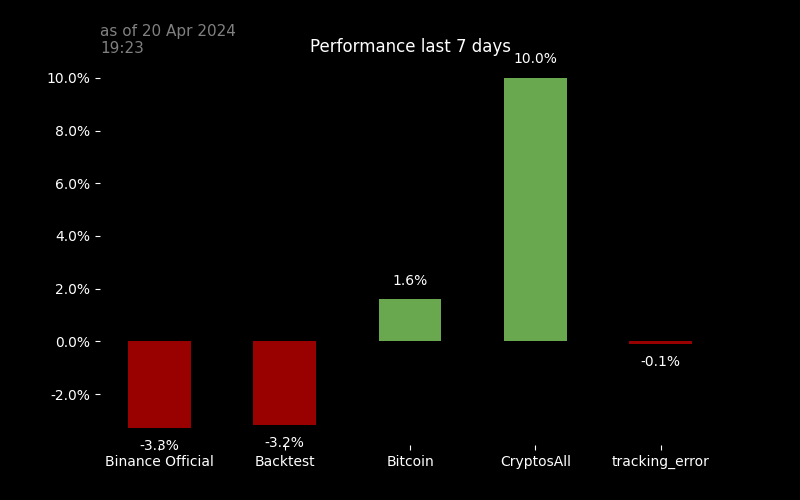 as of 20 Apr 2024
19:23
Performance last 7 days
10.0%
10.0%
8.0%
6.0%
4.0%
2.0%
1.6%
0.0%
-0.1%
-2.0%
-3.3%
-3.2%
Binance Official
Backtest
Bitcoin
CryptosAll
tracking_error